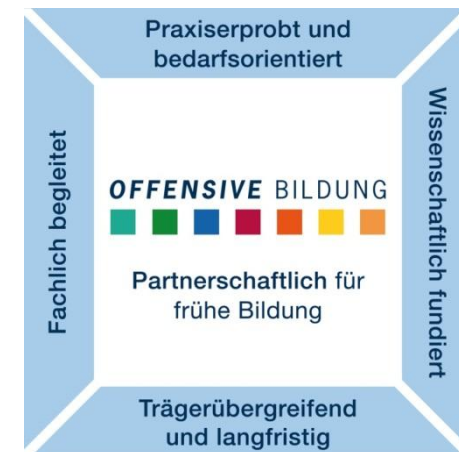 Praxiserprobt und
bedarfsorientiert
Fachlich begleitet
OFFENSIVE BILDUNG
Partnerschaftlich für
frühe Bildung
Wissenschaftlich fundiert
Trägerübergreifend
und langfristig